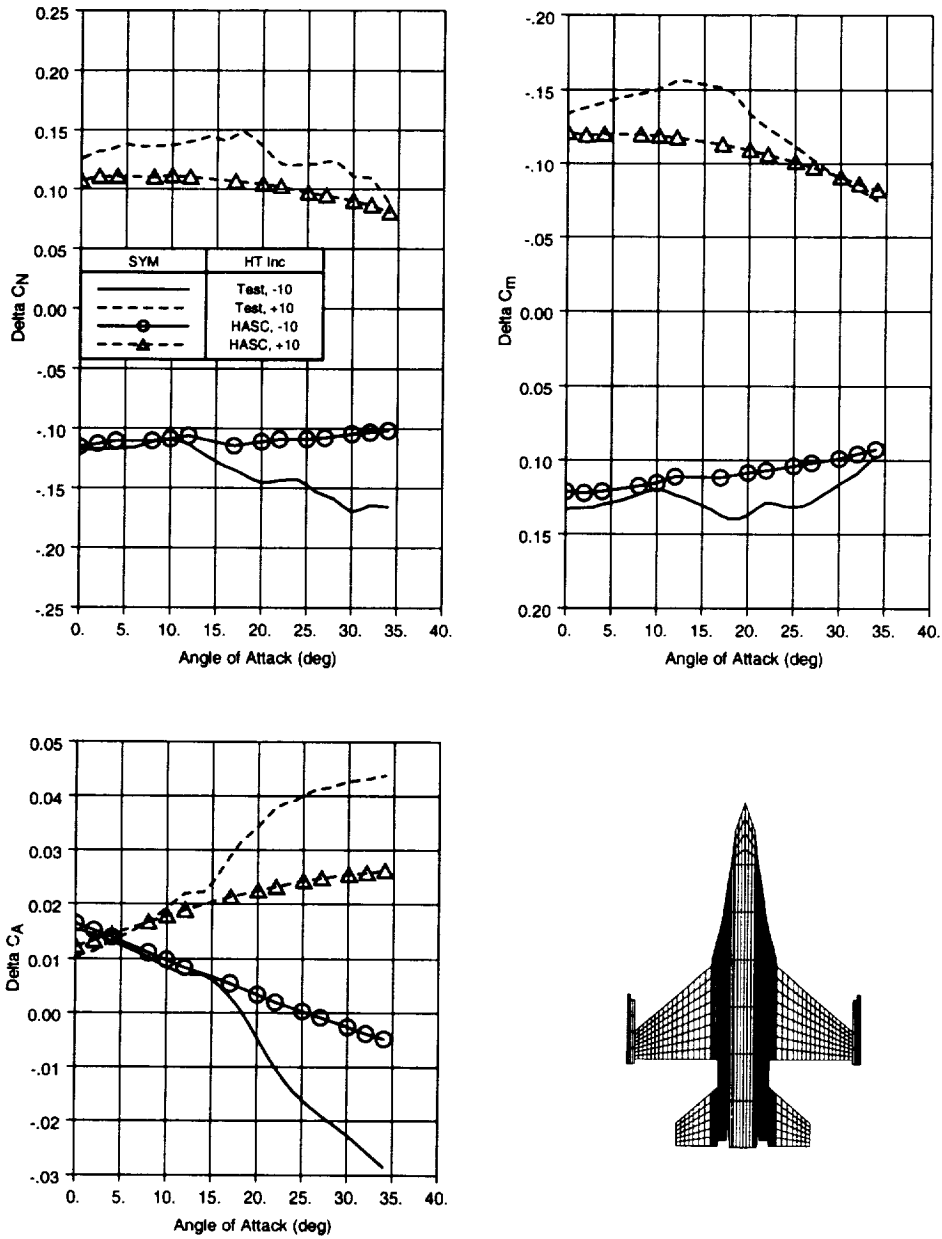 0.25
0.20
0.15
0.10
0.05
0.00
-.05
-.10
-.15
-.20
-.25
Delta CN
SYM HT Inc
Test, -10
Test, +10
HASC, -10
HASC, +10
0. 5. 10. 15. 20. 25. 30. 35. 40.
Angle of Attack (deg)
-.20
-.15
-.10
-.05
0.00
0.05
0.10
0.15
0.20
Delta Cm
0. 5. 10. 15. 20. 25. 30. 35. 40.
Angle of Attack (deg)
0.05
0.04
0.03
0.02
0.01
0.00
-.01
-.02
-.03
Delta CA
0. 5. 10. 15. 20. 25. 30. 35. 40.
Angle of Attack (deg)